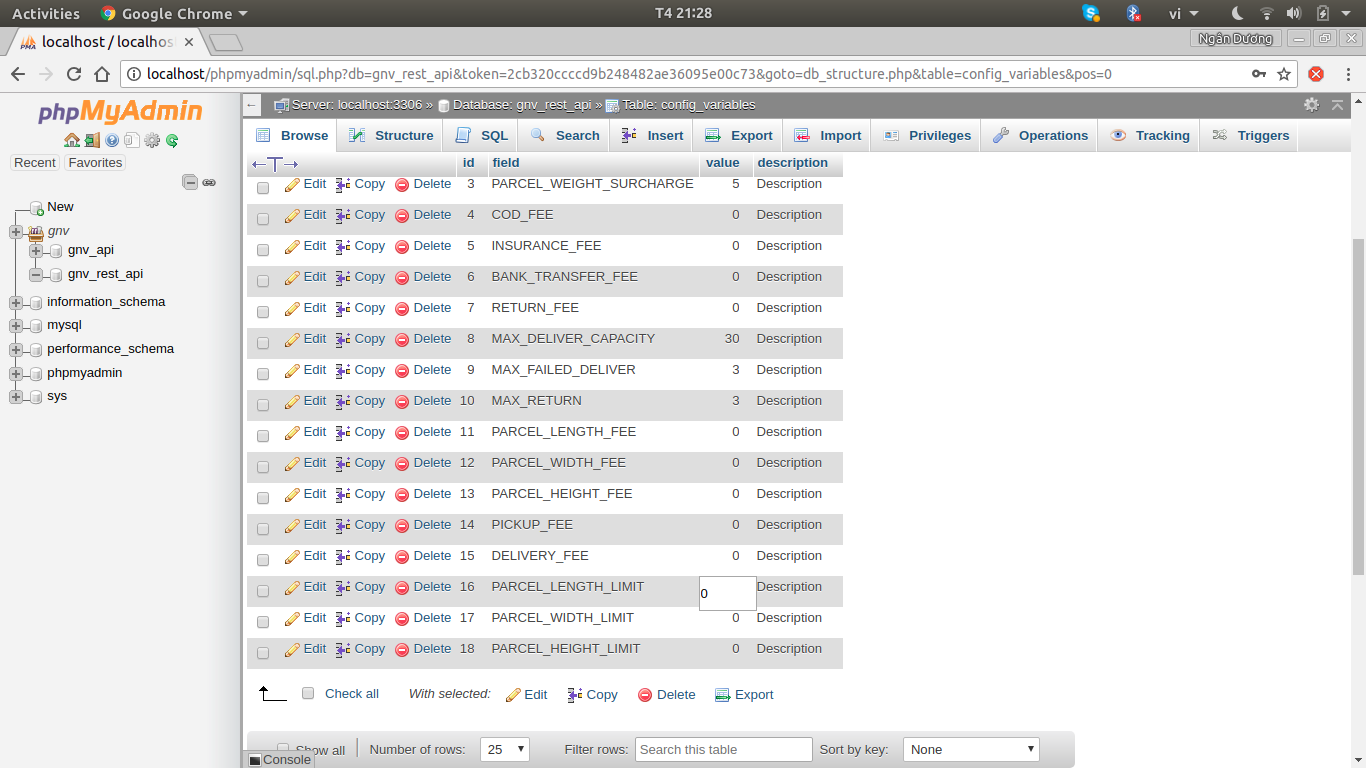 Activities Google Chrome T4 21:28 vi
localhost / localhos Ngân Dương
localhost/phpmyadmin/sql.php?db=gnv_rest_api&token=2cb320ccccd9b248482ae36095e00c73&goto=db_structure.php&table=config_variables&pos=0
phpMyAdmin
Recent Favorites
New
gnv
gnv_api
gnv_rest_api
information_schema
mysql
performance_schema
phpmyadmin
sys
Server: localhost:3306 » Database: gnv_rest_api » Table: config_variables
Browse Structure SQL Search Insert Export Import Privileges Operations Tracking Triggers
id field value description
Edit Copy Delete 3 PARCEL_WEIGHT_SURCHARGE 5 Description
Edit Copy Delete 4 COD_FEE 0 Description
Edit Copy Delete 5 INSURANCE_FEE 0 Description
Edit Copy Delete 6 BANK_TRANSFER_FEE 0 Description
Edit Copy Delete 7 RETURN_FEE 0 Description
Edit Copy Delete 8 MAX_DELIVER_CAPACITY 30 Description
Edit Copy Delete 9 MAX_FAILED_DELIVER 3 Description
Edit Copy Delete 10 MAX_RETURN 3 Description
Edit Copy Delete 11 PARCEL_LENGTH_FEE 0 Description
Edit Copy Delete 12 PARCEL_WIDTH_FEE 0 Description
Edit Copy Delete 13 PARCEL_HEIGHT_FEE 0 Description
Edit Copy Delete 14 PICKUP_FEE 0 Description
Edit Copy Delete 15 DELIVERY_FEE 0 Description
Edit Copy Delete 16 PARCEL_LENGTH_LIMIT 0 Description
Edit Copy Delete 17 PARCEL_WIDTH_LIMIT 0 Description
Edit Copy Delete 18 PARCEL_HEIGHT_LIMIT 0 Description
Check all With selected: Edit Copy Delete Export
Show all Number of rows: 25 Filter rows: Search this table Sort by key: None
Console